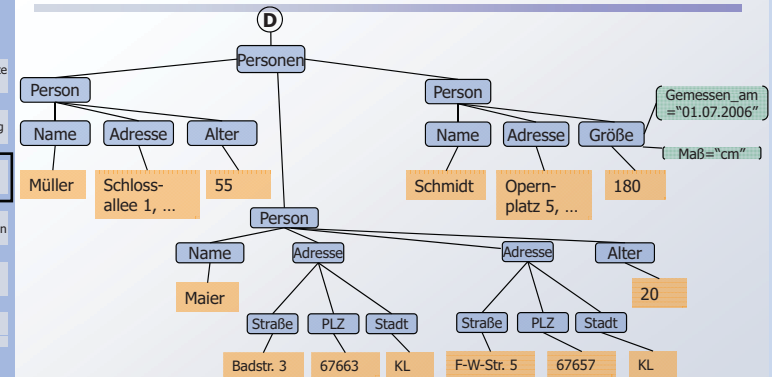 D
Personen
Person
Name
Adresse
Alter
Müller
Schloss-
allee 1, ...
55
Person
Name
Adresse
Größe
Gemessen_am
="01.07.2006"
Maß="cm"
Schmidt
Opern-
platz 5, ...
180
Person
Name
Adresse
Adresse
Alter
Maier
20
Straße
PLZ
Stadt
Straße
PLZ
Stadt
Badstr. 3
67663
KL
F-W-Str. 5
67657
KL